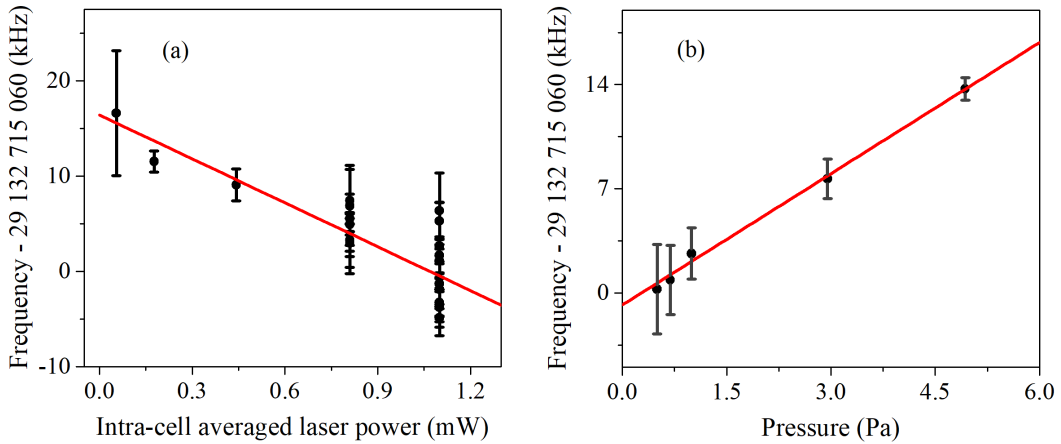 Frequency - 29 132 715 060 (kHz)
(a)
20
10
0
-10
0.0 0.3 0.6 0.9 1.2
Intra-cell averaged laser power (mW)
Frequency - 29 132 715 060 (kHz)
(b)
14
7
0
0.0 1.5 3.0 4.5 6.0
Pressure (Pa)